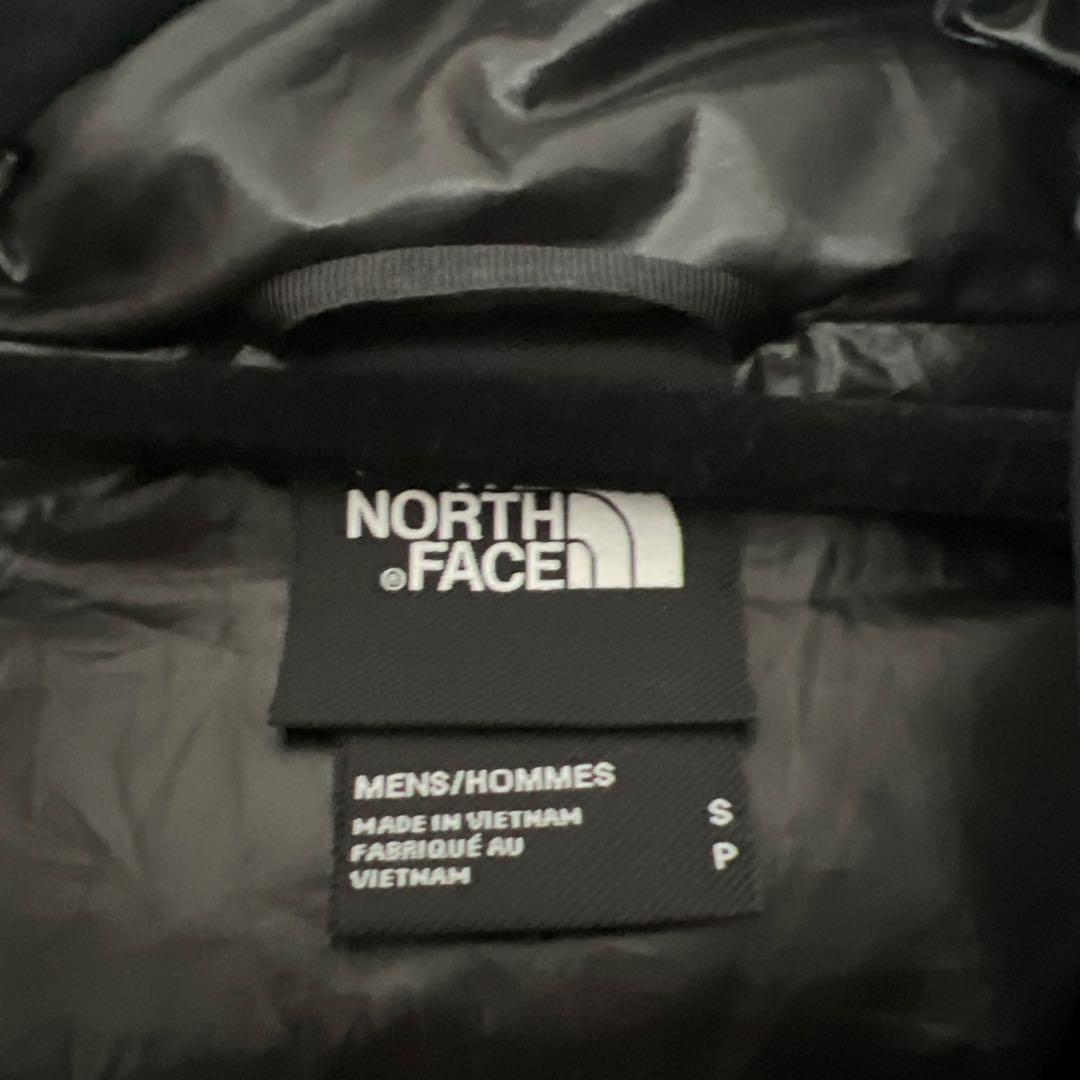 NORTH
®FACE
MENS/HOMMES
MADE IN VIETNAM
FABRIQUÉ AU
VIETNAM
S
P